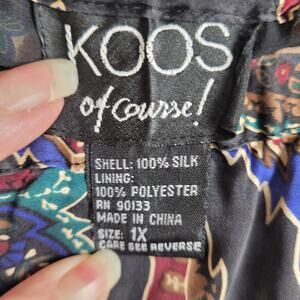 KOOS
of course!
SHELL: 100% SILK
LINING:
100% POLYESTER
RN 90133
MADE IN CHINA
SIZE: 1X
CARE SEE REVERSE